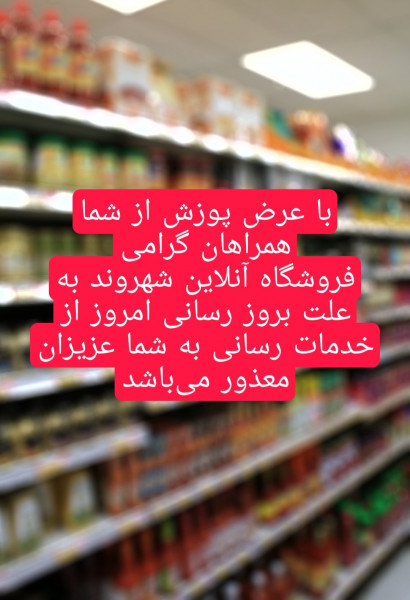 با عرض پوزش از شما
همراهان گرامی
فروشگاه آنلاین شهروند به
علت بروز رسانی امروز از
خدمات رسانی به شما عزیزان
معذور می‌باشد